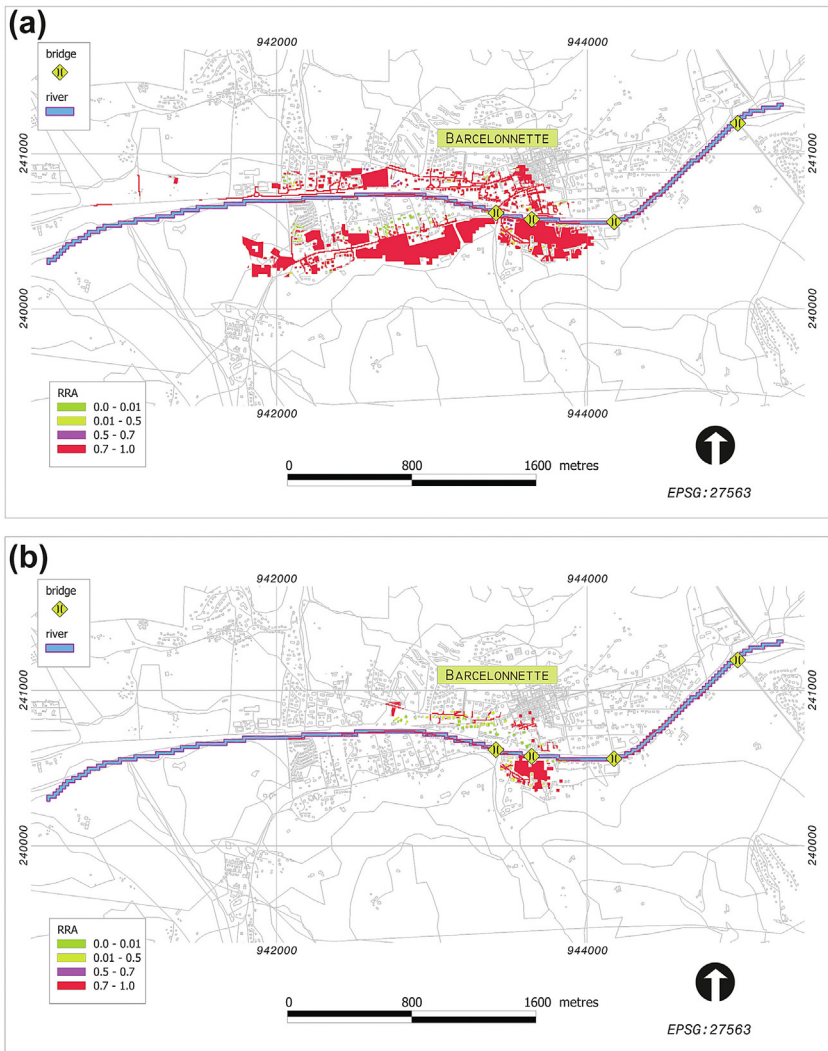 (a)
942000
944000
bridge
river
BARCELONNETTE
241000
241000
240000
240000
RRA
0.0 - 0.01
0.01 - 0.5
0.5 - 0.7
0.7 - 1.0
942000
944000
0 800 1600 metres
EPSG:27563
(b)
942000
944000
bridge
river
BARCELONNETTE
241000
241000
240000
240000
RRA
0.0 - 0.01
0.01 - 0.5
0.5 - 0.7
0.7 - 1.0
942000
944000
0 800 1600 metres
EPSG:27563